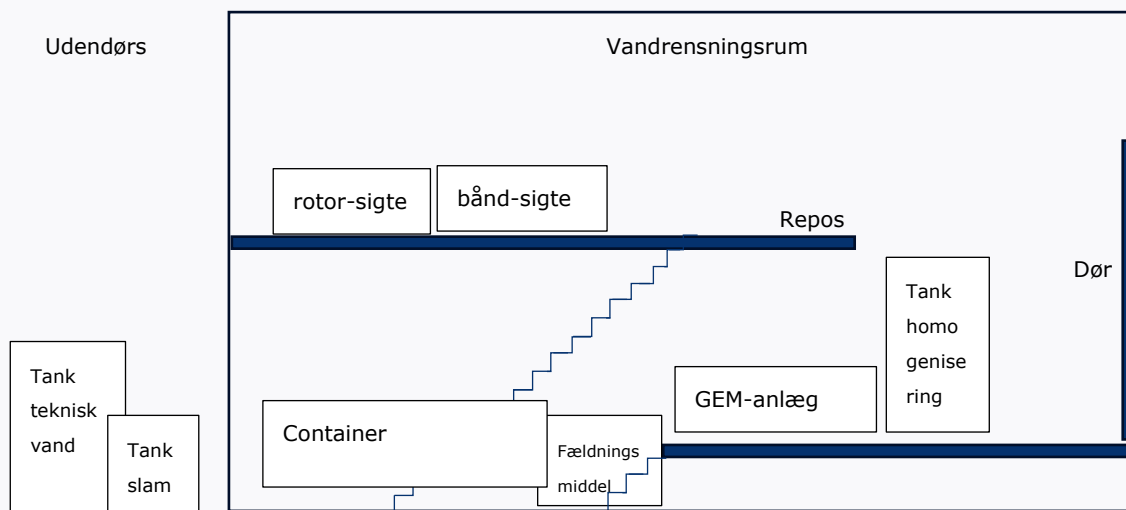 Udendørs
Vandrensningsrum
rotor-sigte
bånd-sigte
Repos
Dør
Tank
homo
genise
ring
Tank
teknisk
vand
Tank
slam
Container
Fældnings
middel
GEM-anlæg